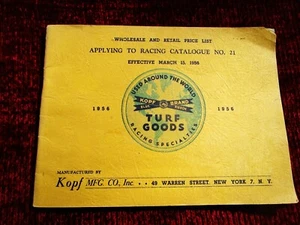 WHOLESALE AND RETAIL PRICE LIST
APPLYING TO RACING CATALOGUE NO. 21
EFFECTIVE MARCH 15, 1956
USED AROUND THE WORLD
KOPF BRAND
1856
1956
TURF
GOODS
RACING SPECIALTIES
MANUFACTURED BY
Kopf MFG. CO., Inc. • • 49 WARREN STREET, NEW YORK 7, N. Y.